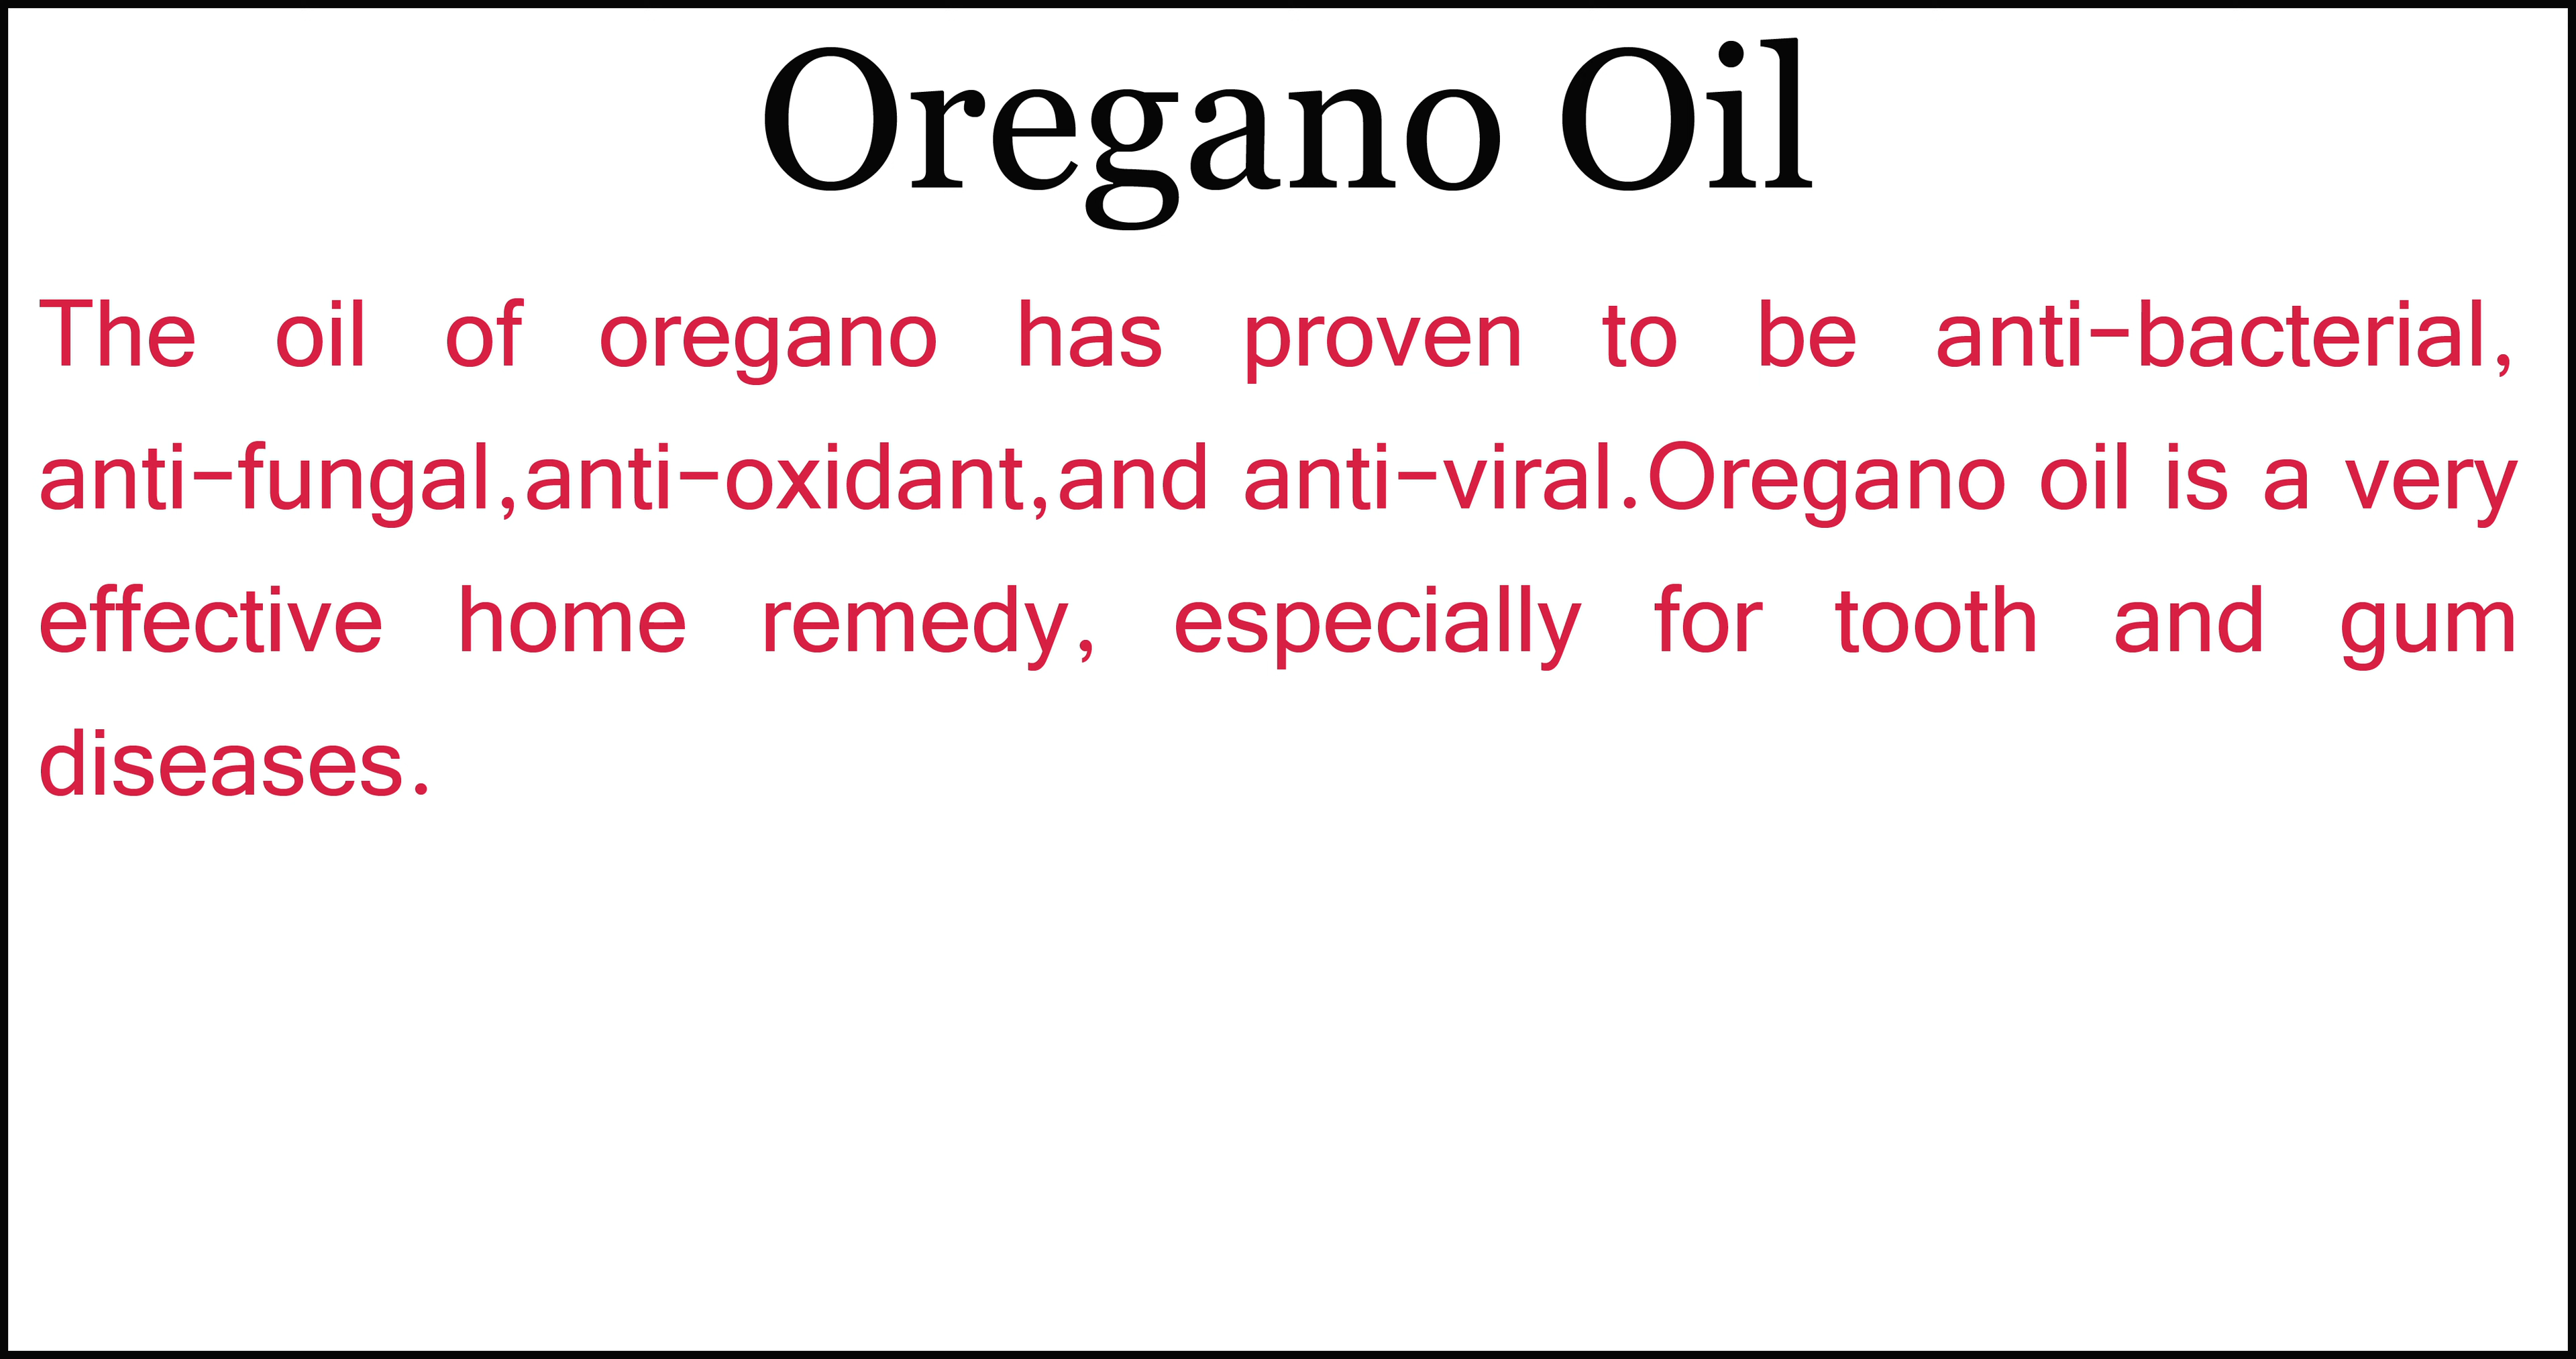 Oregano Oil
The oil of oregano has proven to be anti-bacterial,
anti-fungal,anti-oxidant,and anti-viral.Oregano oil is a very
effective home remedy, especially for tooth and gum
diseases.